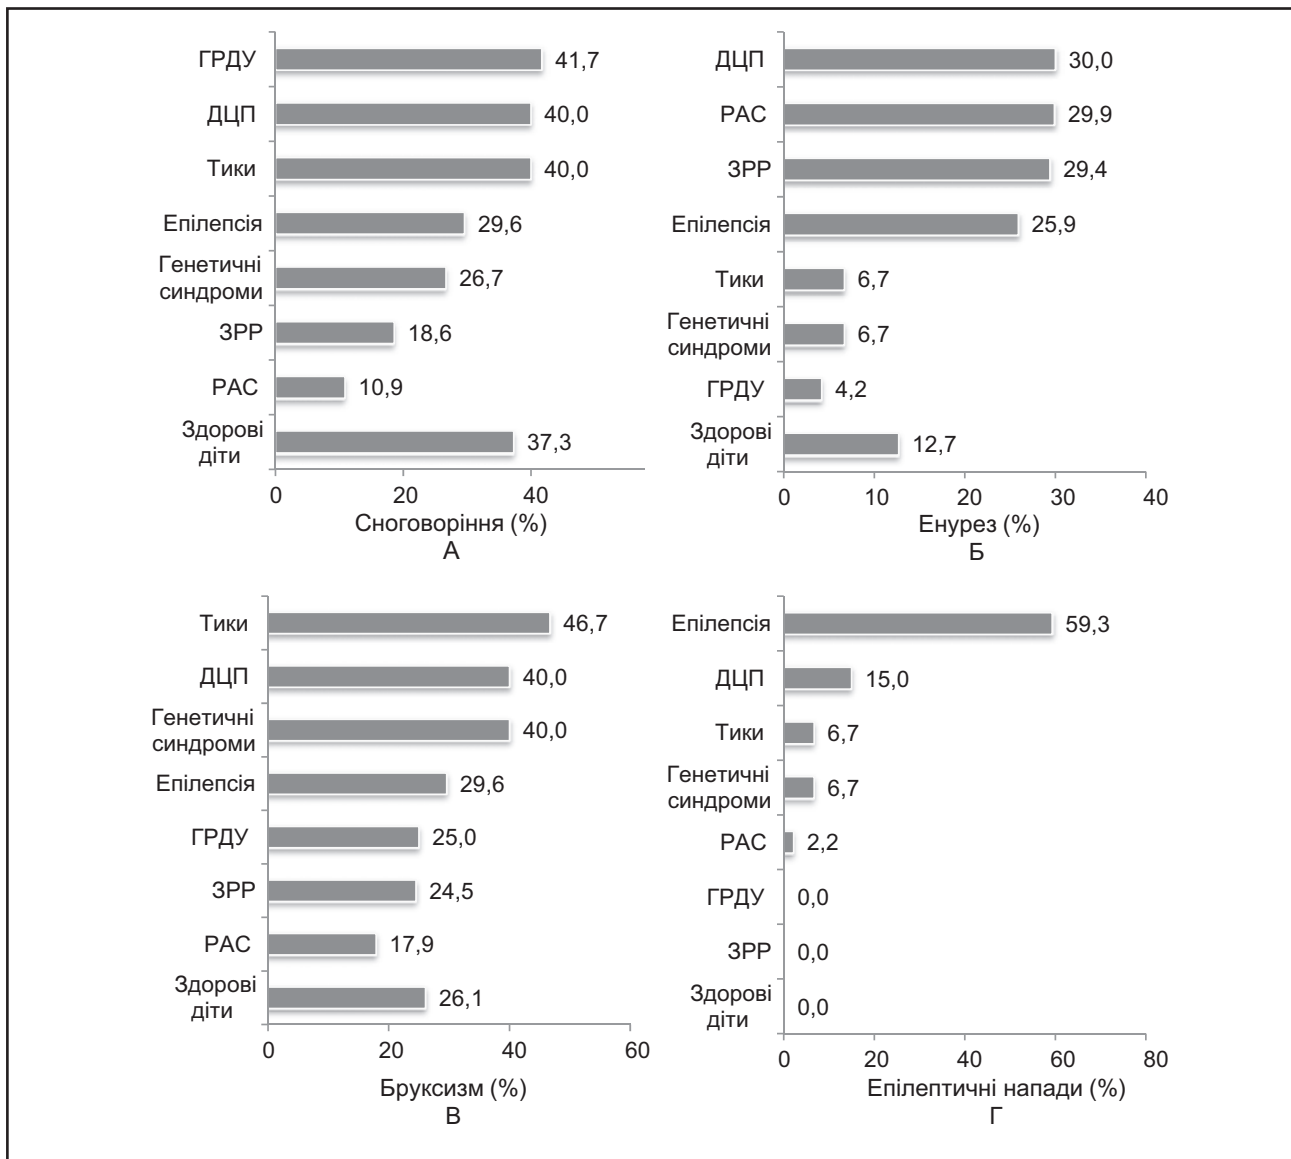 ГРДУ 41,7
ДЦП 40,0
Тики 40,0
Епілепсія 29,6
Генетичні
синдроми 26,7
ЗРР 18,6
РАС 10,9
Здорові
діти 37,3
0 20 40
Сноговоріння (%)
А
ДЦП 30,0
РАС 29,9
ЗРР 29,4
Епілепсія 25,9
Тики 6,7
Генетичні
синдроми 6,7
ГРДУ 4,2
Здорові
діти 12,7
0 10 20 30 40
Енурез (%)
Б
Тики 46,7
ДЦП 40,0
Генетичні
синдроми 40,0
Епілепсія 29,6
ГРДУ 25,0
ЗРР 24,5
РАС 17,9
Здорові
діти 26,1
0 20 40 60
Бруксизм (%)
В
Епілепсія 59,3
ДЦП 15,0
Тики 6,7
Генетичні
синдроми 6,7
РАС 2,2
ГРДУ 0,0
ЗРР 0,0
Здорові
діти 0,0
0 20 40 60 80
Епілептичні напади (%)
Г